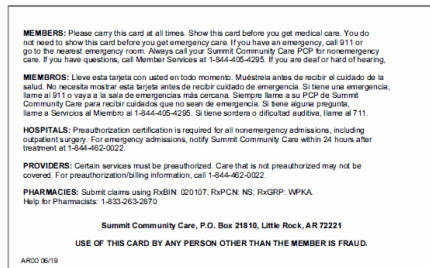 MEMBERS: Please carry this card at all times. Show this card before you get medical care. You do
not need to show this card before you get emergency care. If you have an emergency, call 911 or
go to the nearest emergency room. Always call your Summit Community Care PCP for nonemergency
care. If you have questions, call Member Services at 1-844-405-4295. If you are deaf or hard of hearing,
MIEMBROS: Lleve esta tarjeta con usted en todo momento. Muéstrela antes de recibir el cuidado de la
salud. No necesita mostrar esta tarjeta antes de recibir cuidado de emergencia. Si tiene una emergencia,
llame al 911 o vaya a la sala de emergencias más cercana. Siempre llame a su PCP de Summit
Community Care para recibir cuidados que no sean de emergencia. Si tiene alguna pregunta,
llame a Servicios al Miembro al 1-844-405-4295. Si tiene sordera o dificultad auditiva, llame al 711.
HOSPITALS: Preauthorization certification is required for all nonemergency admissions, including
outpatient surgery. For emergency admissions, notify Summit Community Care within 24 hours after
treatment at 1-844-462-0022.
PROVIDERS: Certain services must be preauthorized. Care that is not preauthorized may not be
covered. For preauthorization/billing information, call 1-844-462-0022.
PHARMACIES: Submit claims using RxBIN: 020107; RxPCN: NS; RxGRP: WPKA.
Help for Pharmacists: 1-833-263-2870
Summit Community Care, P.O. Box 21810, Little Rock, AR 72221
USE OF THIS CARD BY ANY PERSON OTHER THAN THE MEMBER IS FRAUD.
AR00 06/19